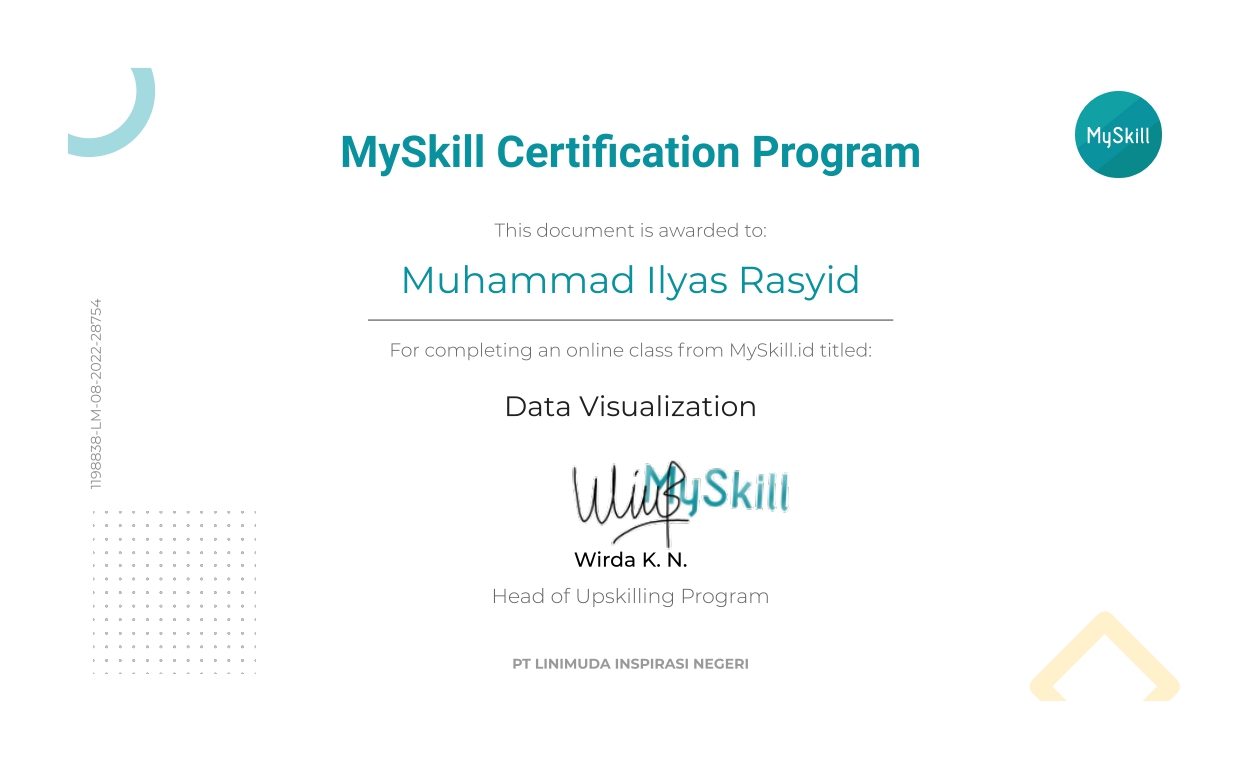 MySkill
MySkill Certification Program
This document is awarded to:
Muhammad Ilyas Rasyid
1198838-LM-08-2022-28754
For completing an online class from MySkill.id titled:
Data Visualization
MySkill
Wirda K. N.
Head of Upskilling Program
PT LINIMUDA INSPIRASI NEGERI